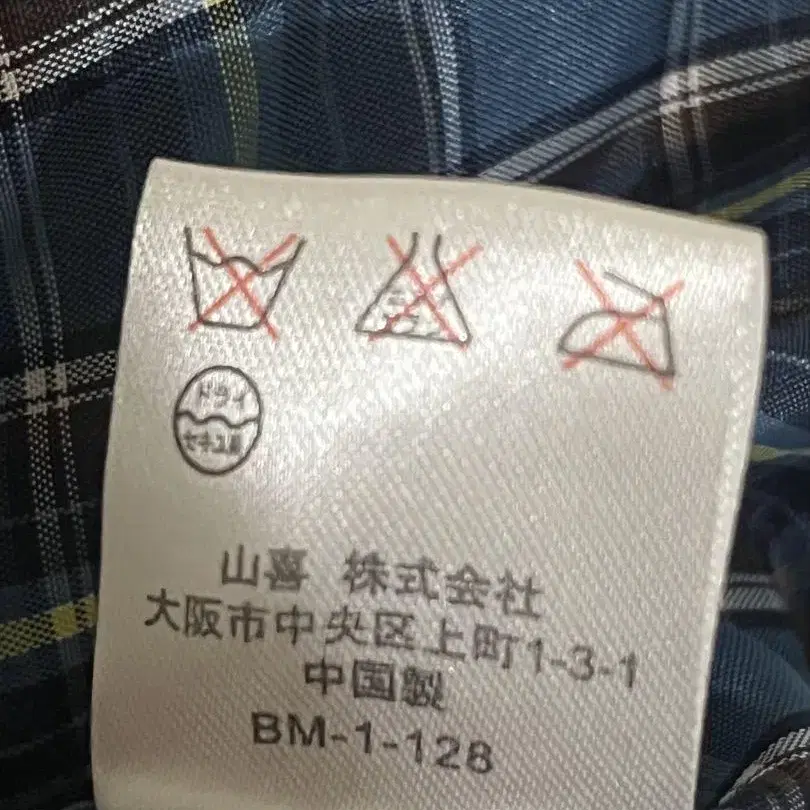 ドライ
セキユ系
山喜 株式会社
大阪市中央区上町1-3-1
中国製
BM-1-128